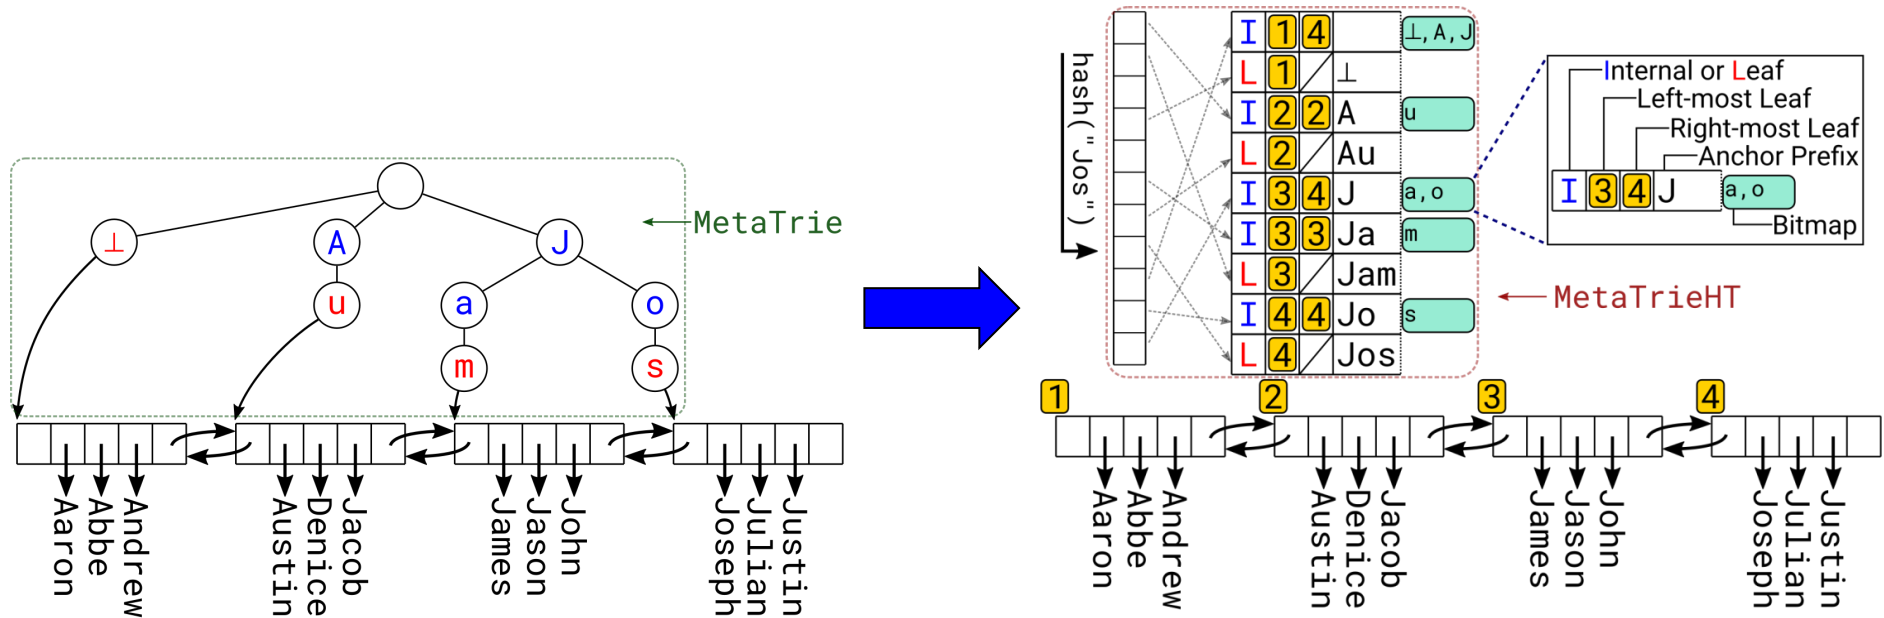 ⊥
A
J
MetaTrie
u
a
o
m
s
Aaron
Abbe
Andrew
Austin
Denice
Jacob
James
Jason
John
Joseph
Julian
Justin
hash("Jos")
I 1 4 ⊥,A,J
L 1 ⊥
I 2 2 A u
L 2 Au
I 3 4 J a,o
I 3 3 Ja m
L 3 Jam
I 4 4 Jo s
L 4 Jos
Internal or Leaf
Left-most Leaf
Right-most Leaf
Anchor Prefix
I 3 4 J a,o
Bitmap
MetaTrieHT
1
2
3
4
Aaron
Abbe
Andrew
Austin
Denice
Jacob
James
Jason
John
Joseph
Julian
Justin